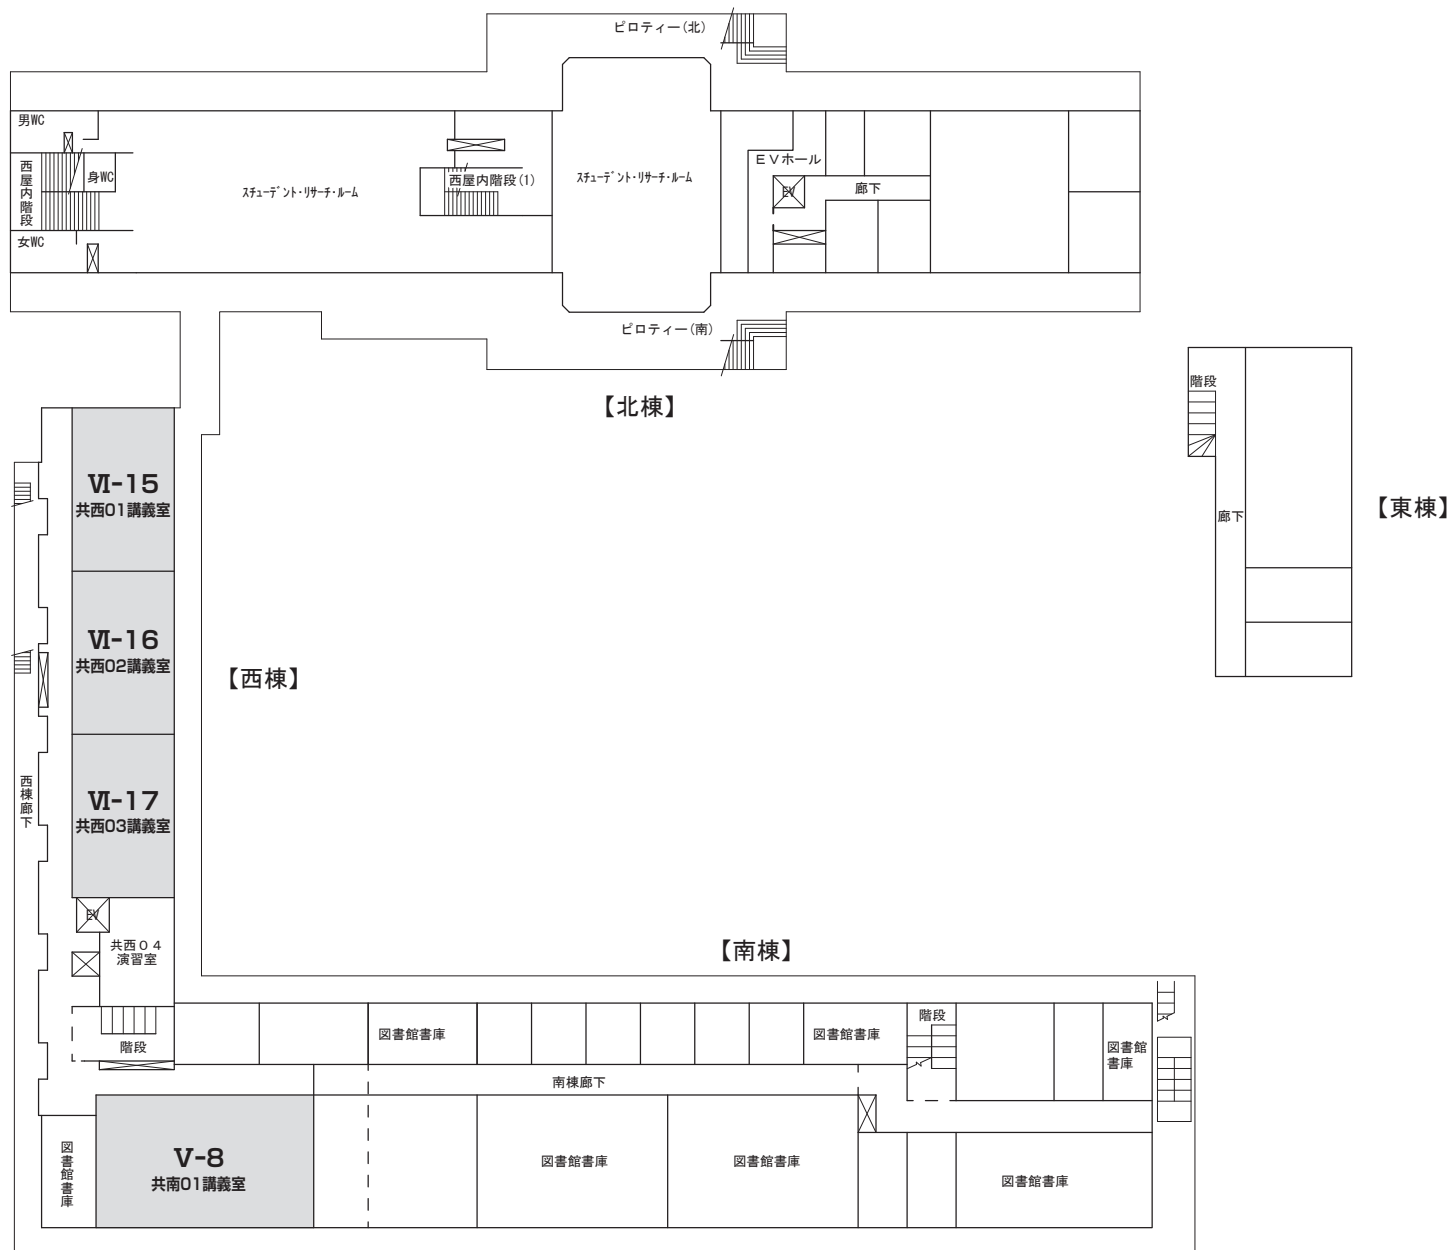 ピロティー(北)
男WC
西屋内階段
身WC
女WC
スチューデント・リサーチ・ルーム
西屋内階段(1)
スチューデント・リサーチ・ルーム
EVホール
EV
廊下
ピロティー(南)
【北棟】
階段
廊下
【東棟】
Ⅵ-15
共西01講義室
Ⅵ-16
共西02講義室
【西棟】
Ⅵ-17
共西03講義室
西棟廊下
EV
共西04
演習室
【南棟】
階段
図書館書庫
図書館書庫
階段
図書館
書庫
南棟廊下
図書館書庫
Ⅴ-8
共南01講義室
図書館書庫
図書館書庫
図書館書庫